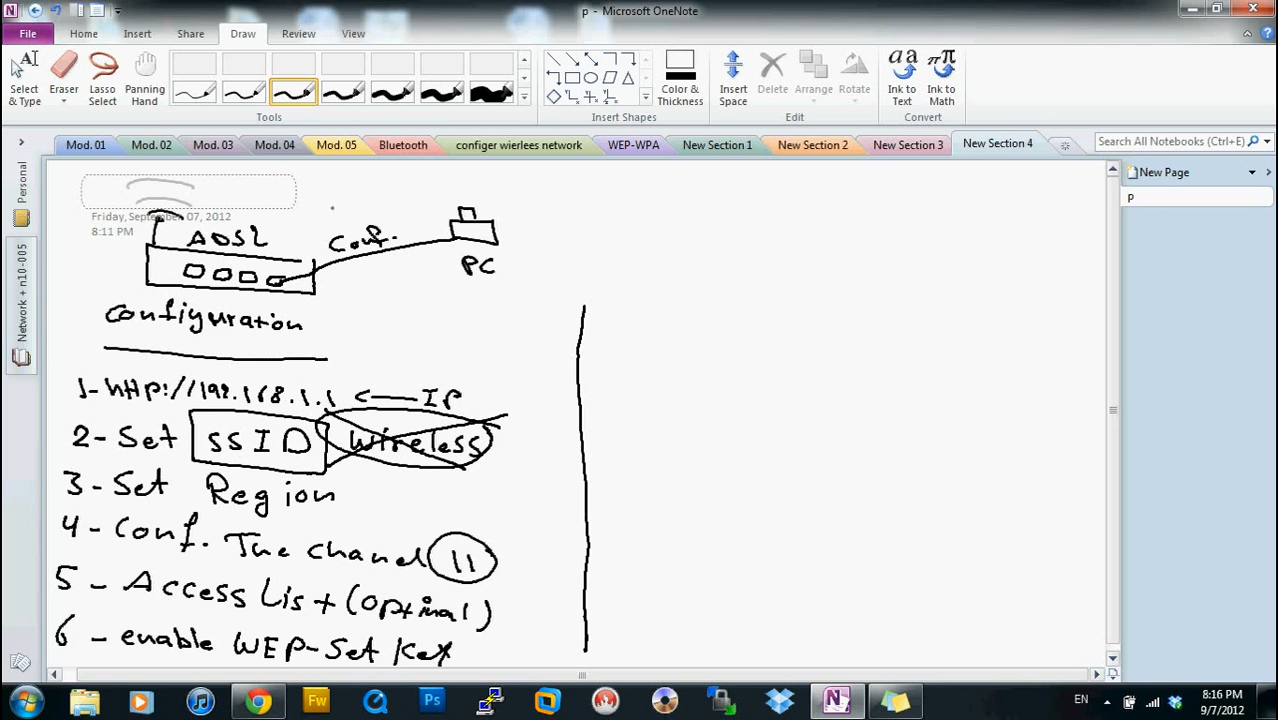 p - Microsoft OneNote
File Home Insert Share Draw Review View
Select & Type
Eraser
Lasso Select
Panning Hand
Color & Thickness
Insert Space
Delete
Arrange
Rotate
Ink to Text
Ink to Math
Tools
Insert Shapes
Edit
Convert
Mod. 01 Mod. 02 Mod. 03 Mod. 04 Mod. 05 Bluetooth configer wierlees network WEP-WPA New Section 1 New Section 2 New Section 3 New Section 4
Search All Notebooks (Ctrl+E)
New Page
p
Personal
Network + n10-005
Friday, September 07, 2012
8:11 PM
ADSL
Conf.
PC
Configuration
1- http://192.168.1.1 <— IP
2- Set SSID Wireless
3- Set Region
4- Conf. The chanel 11
5 - Access List (optinal)
6 - enable WEP-Set Key
EN
8:16 PM
9/7/2012